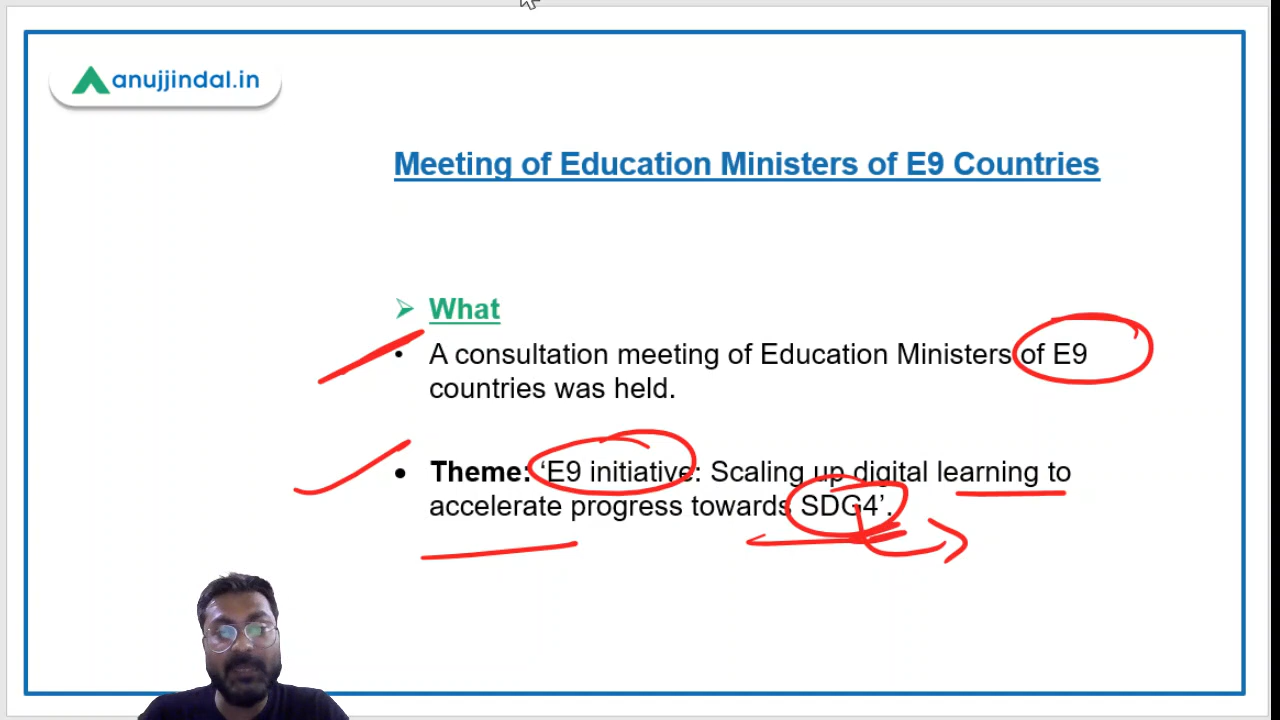 anujjindal.in
Meeting of Education Ministers of E9 Countries
➢ What
• A consultation meeting of Education Ministers of E9
countries was held.
• Theme: ‘E9 initiative: Scaling up digital learning to
accelerate progress towards SDG4’.